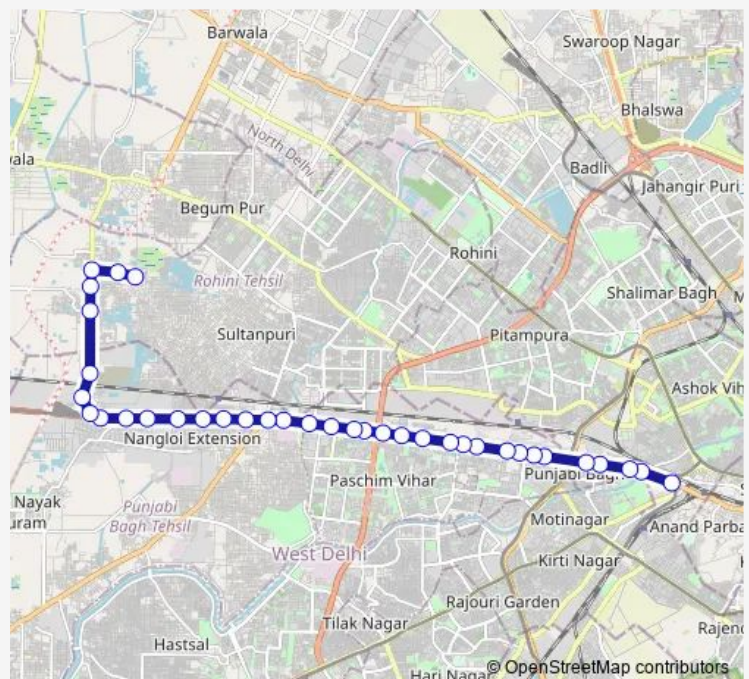 Barwala
Swaroop Nagar
Bhalswa
North Delhi
Badli
wala
Jahangir Puri
Begum Pur
Rohini
Rohini Tehsil
Shalimar Bagh
Sultanpuri
Pitampura
Ashok Vih
Nangloi Extension
Paschim Vihar
Punjabi Bagh
Nayak
uram
Punjabi
Bagh Tehsil
Motinagar
Anand Parba
West Delhi
Kirti Nagar
Rajouri Garden
Tilak Nagar
Rajen
Hastsal
Hari Nagar
© OpenStreetMap contributors